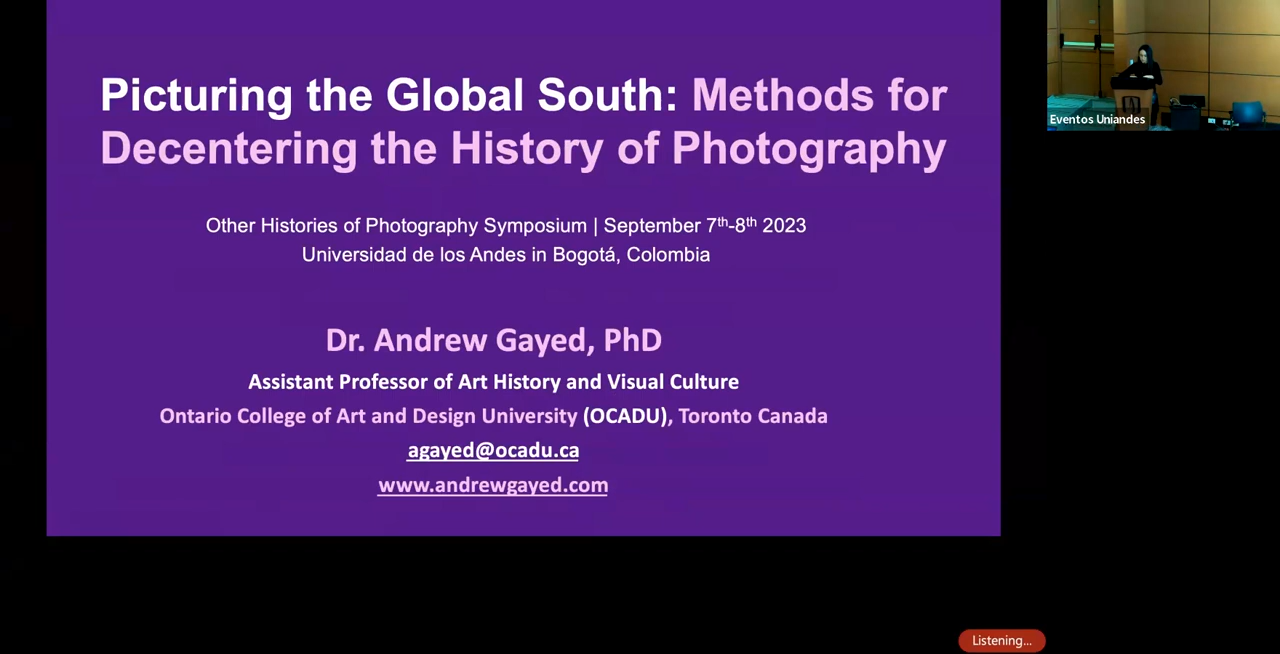 Picturing the Global South: Methods for
Decentering the History of Photography
Other Histories of Photography Symposium | September 7th-8th 2023
Universidad de los Andes in Bogotá, Colombia
Dr. Andrew Gayed, PhD
Assistant Professor of Art History and Visual Culture
Ontario College of Art and Design University (OCADU), Toronto Canada
agayed@ocadu.ca
www.andrewgayed.com
Eventos Uniandes
Listening...